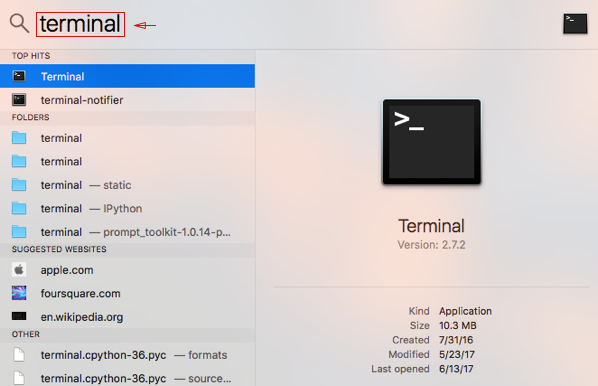 terminal
TOP HITS
Terminal
terminal-notifier
FOLDERS
terminal
terminal
terminal — static
terminal — IPython
terminal — prompt_toolkit-1.0.14-p...
SUGGESTED WEBSITES
apple.com
foursquare.com
en.wikipedia.org
OTHER
terminal.cpython-36.pyc — formats
terminal.cpython-36.pyc — source...
>_
Terminal
Version: 2.7.2
Kind Application
Size 10.3 MB
Created 7/31/16
Modified 5/23/17
Last opened 6/13/17